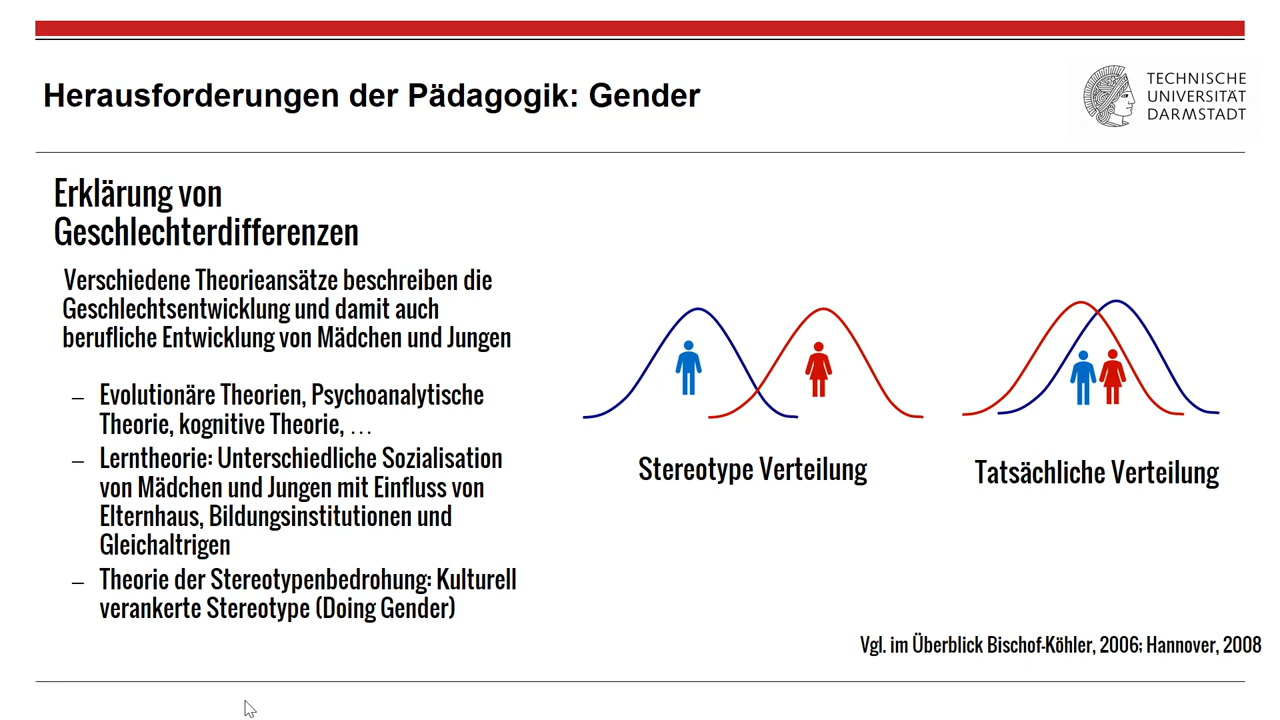 Herausforderungen der Pädagogik: Gender
TECHNISCHE
UNIVERSITÄT
DARMSTADT
Erklärung von
Geschlechterdifferenzen
Verschiedene Theorieansätze beschreiben die
Geschlechtsentwicklung und damit auch
berufliche Entwicklung von Mädchen und Jungen
– Evolutionäre Theorien, Psychoanalytische
Theorie, kognitive Theorie, …
– Lerntheorie: Unterschiedliche Sozialisation
von Mädchen und Jungen mit Einfluss von
Elternhaus, Bildungsinstitutionen und
Gleichaltrigen
– Theorie der Stereotypenbedrohung: Kulturell
verankerte Stereotype (Doing Gender)
Stereotype Verteilung
Tatsächliche Verteilung
Vgl. im Überblick Bischof-Köhler, 2006; Hannover, 2008